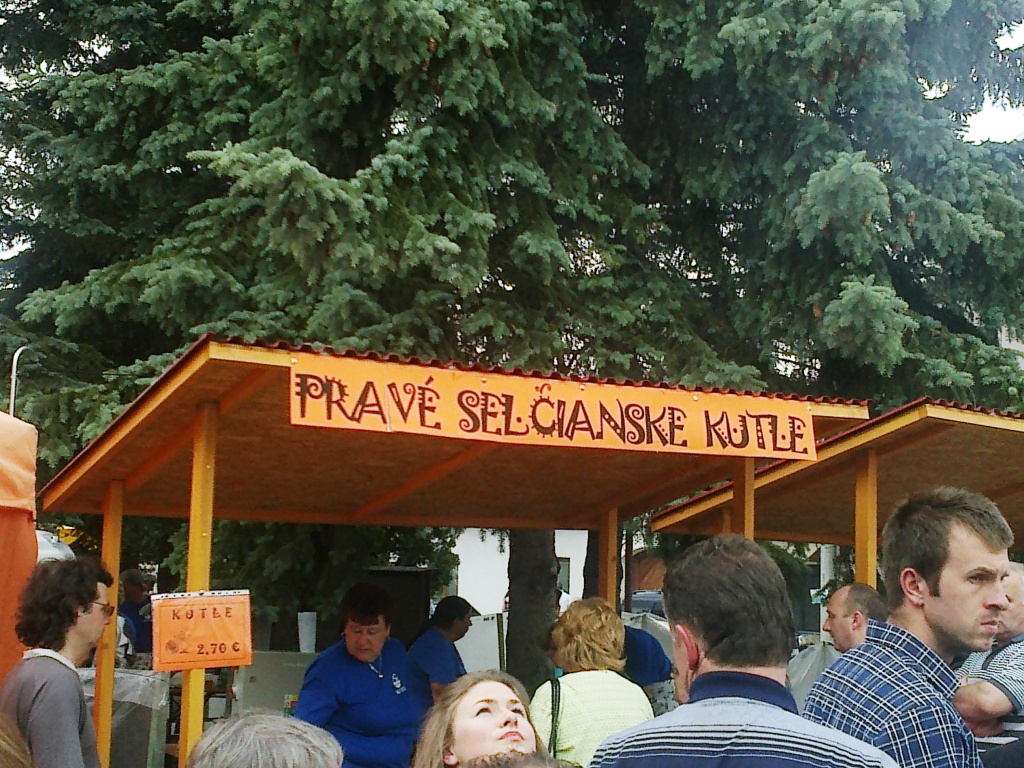 PRAVÉ SELČIANSKE KUTLE
KUTLE
2,70 €